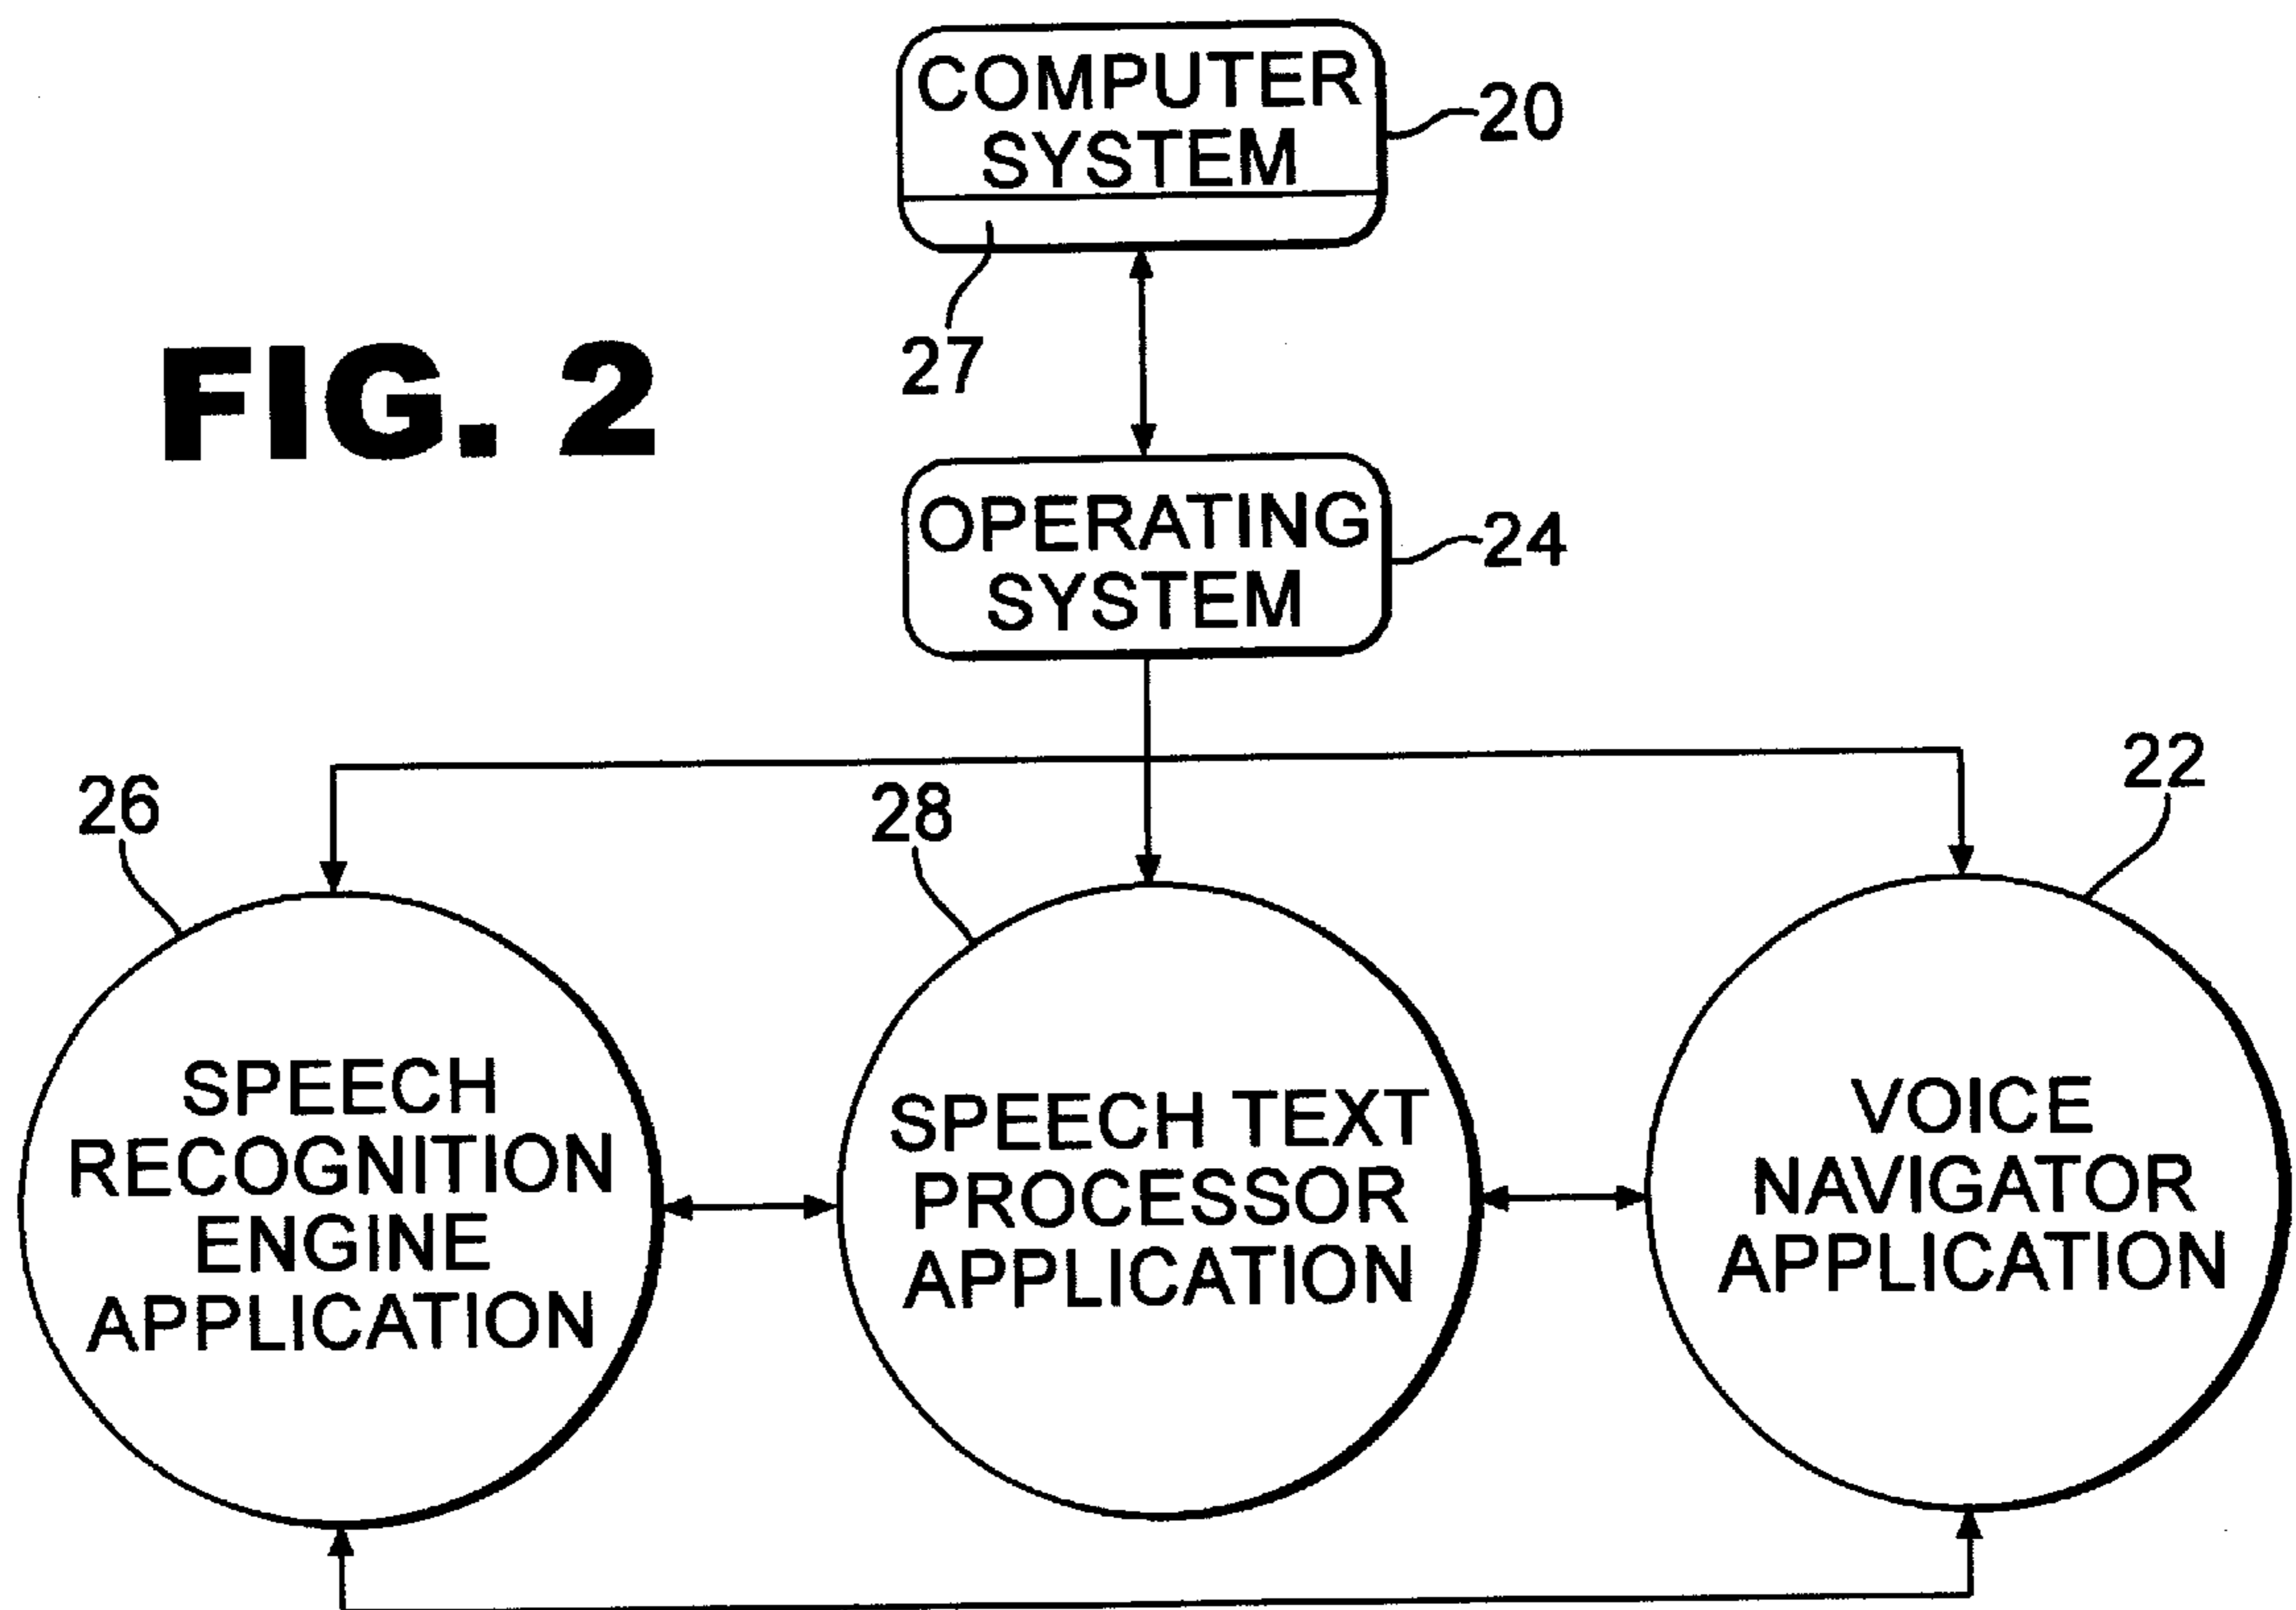 COMPUTER
SYSTEM
20
27
FIG. 2
OPERATING
SYSTEM
24
26
28
22
SPEECH
RECOGNITION
ENGINE
APPLICATION
SPEECH TEXT
PROCESSOR
APPLICATION
VOICE
NAVIGATOR
APPLICATION